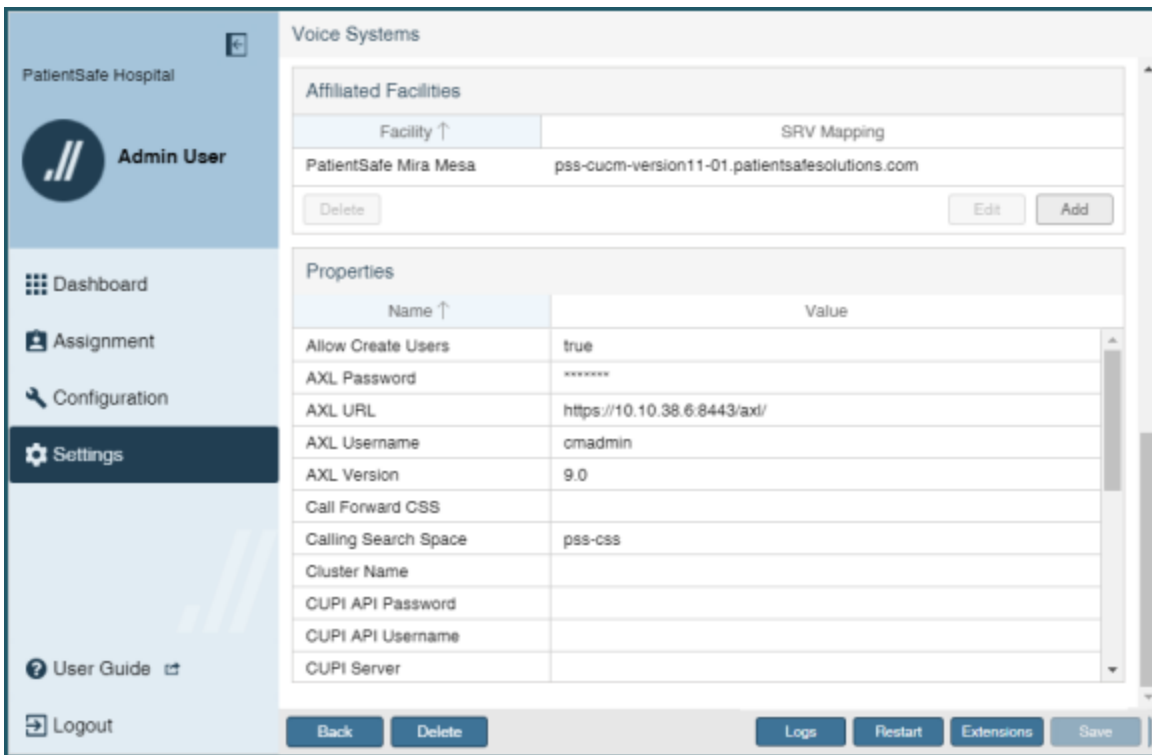 PatientSafe Hospital
Admin User
Dashboard
Assignment
Configuration
Settings
User Guide
Logout
Voice Systems
Affiliated Facilities
Facility ↑ SRV Mapping
PatientSafe Mira Mesa pss-cucm-version11-01.patientsafesolutions.com
Delete Edit Add
Properties
Name ↑ Value
Allow Create Users true
AXL Password *******
AXL URL https://10.10.38.6:8443/axl/
AXL Username cmadmin
AXL Version 9.0
Call Forward CSS
Calling Search Space pss-css
Cluster Name
CUPI API Password
CUPI API Username
CUPI Server
Back Delete Logs Restart Extensions Save